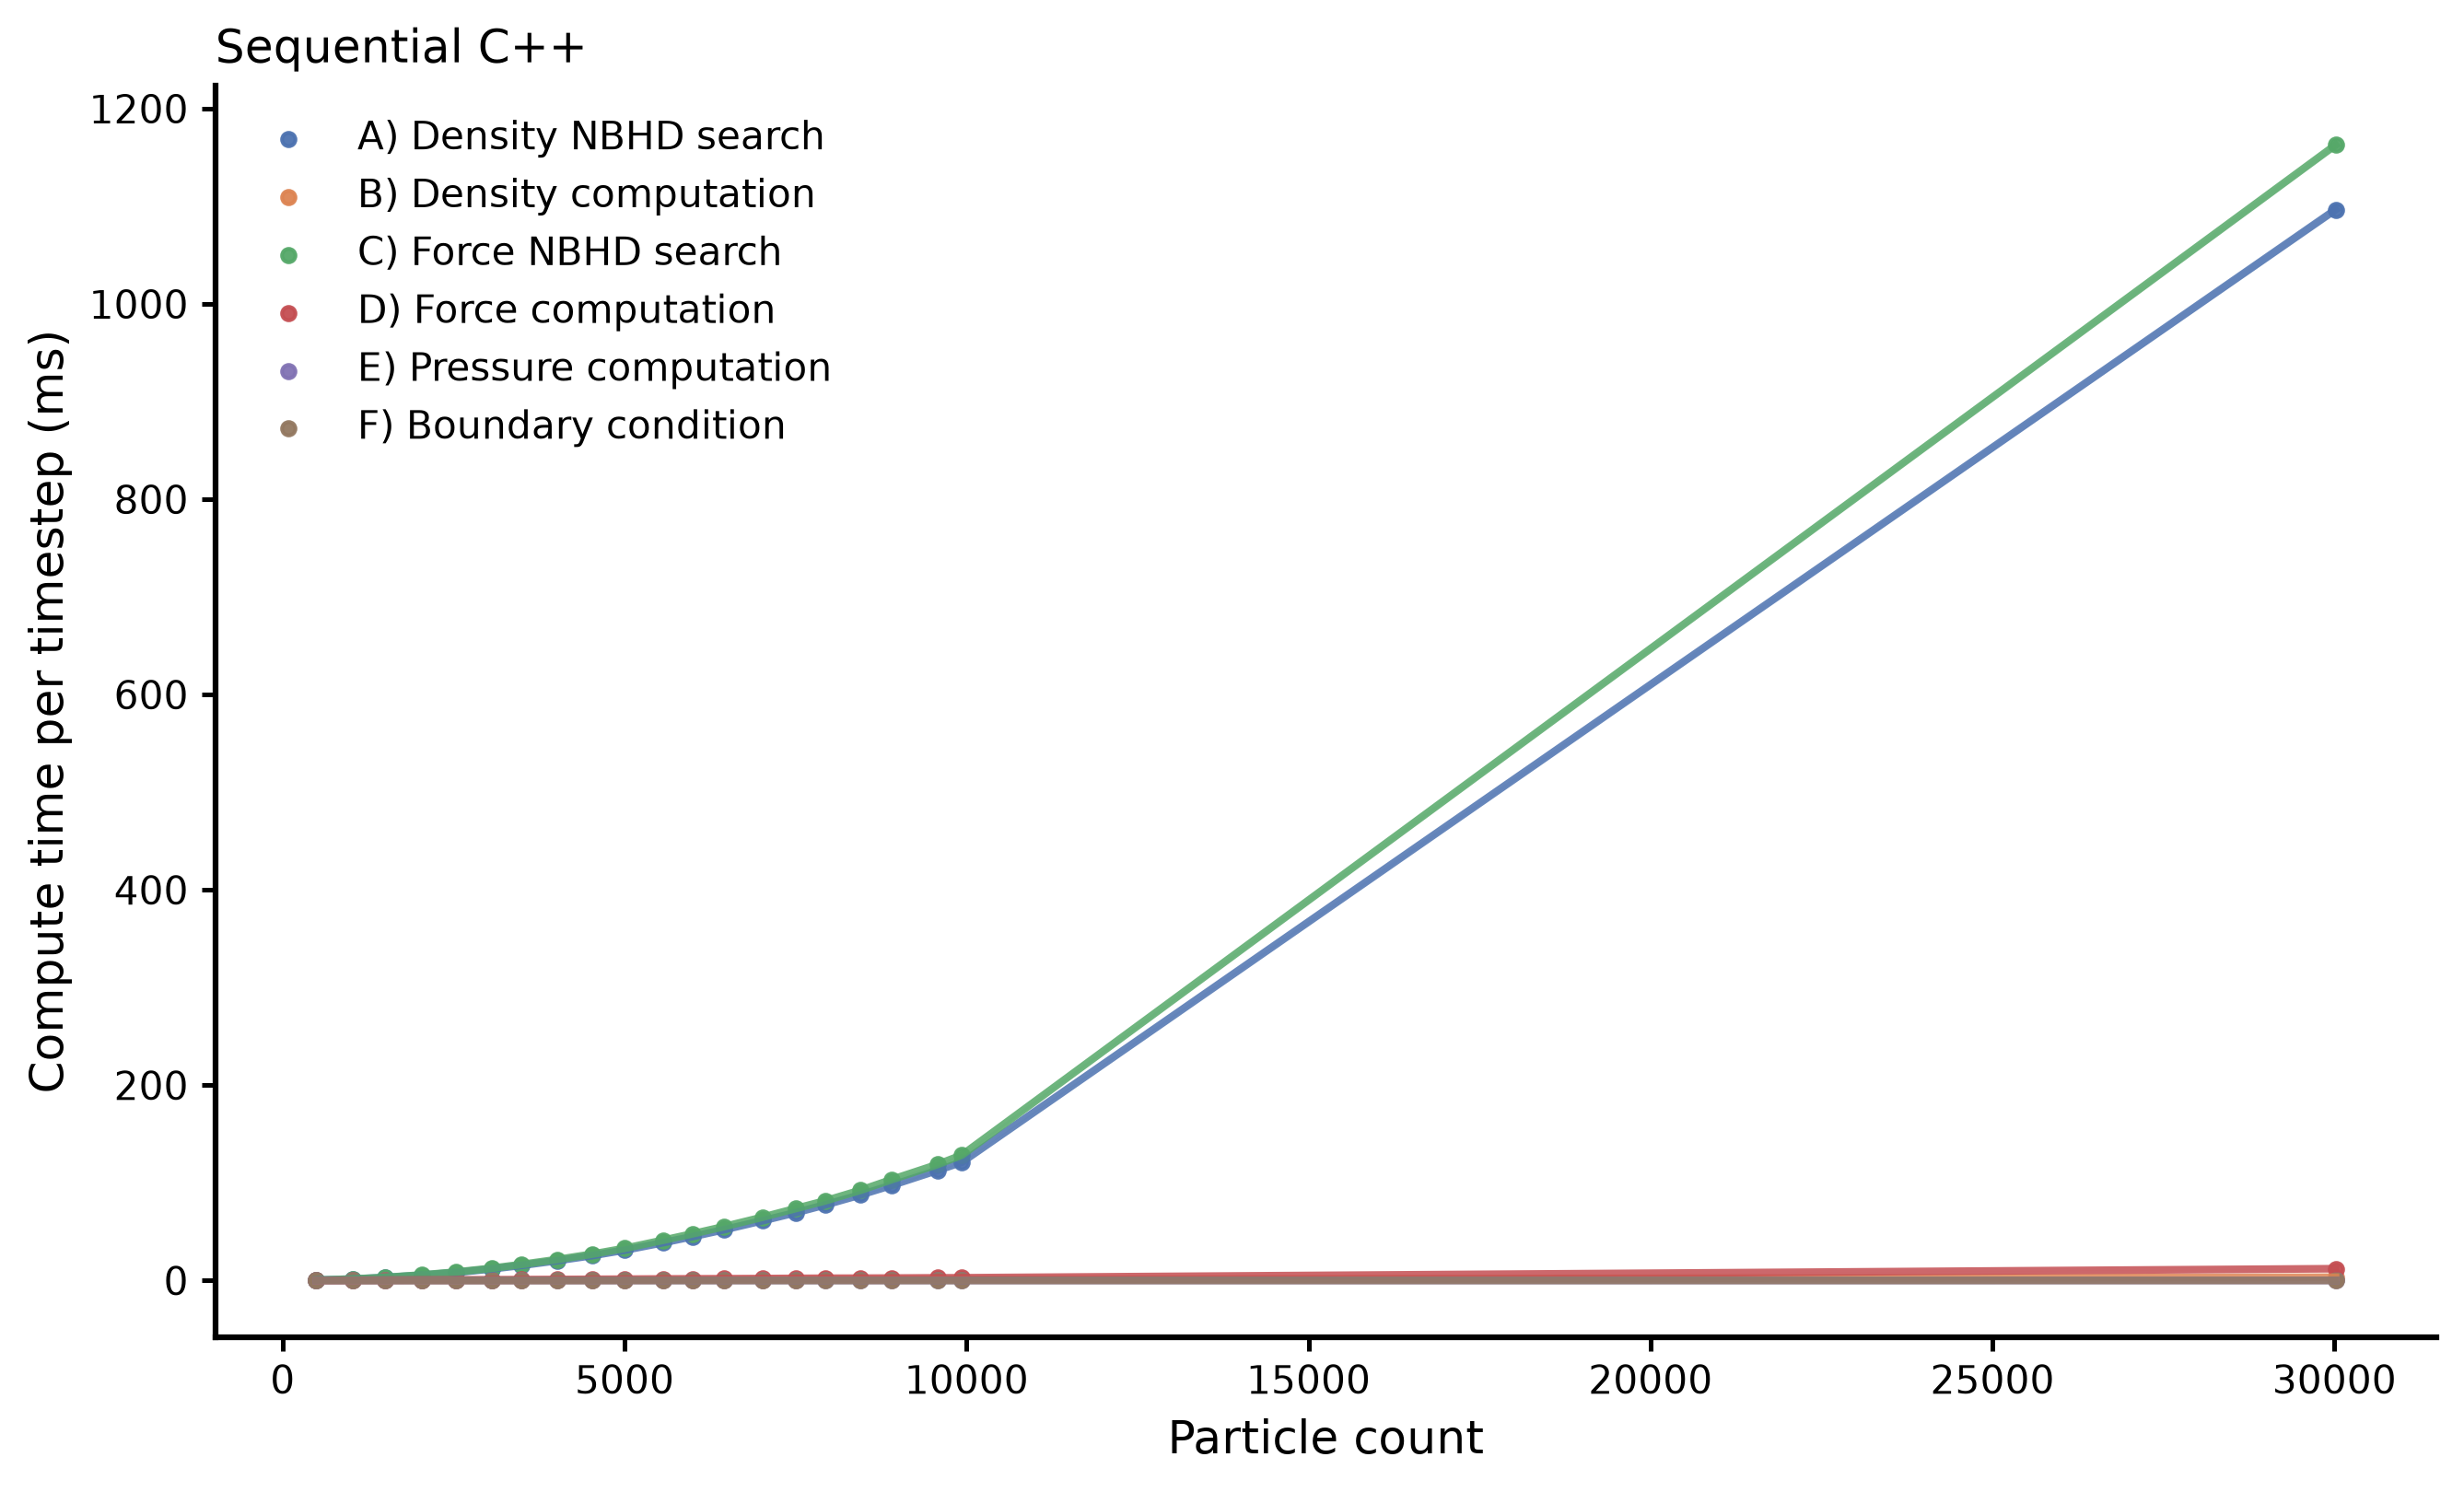 Sequential C++
1200
1000
800
600
400
200
0
Compute time per timestep (ms)
A) Density NBHD search
B) Density computation
C) Force NBHD search
D) Force computation
E) Pressure computation
F) Boundary condition
0 5000 10000 15000 20000 25000 30000
Particle count